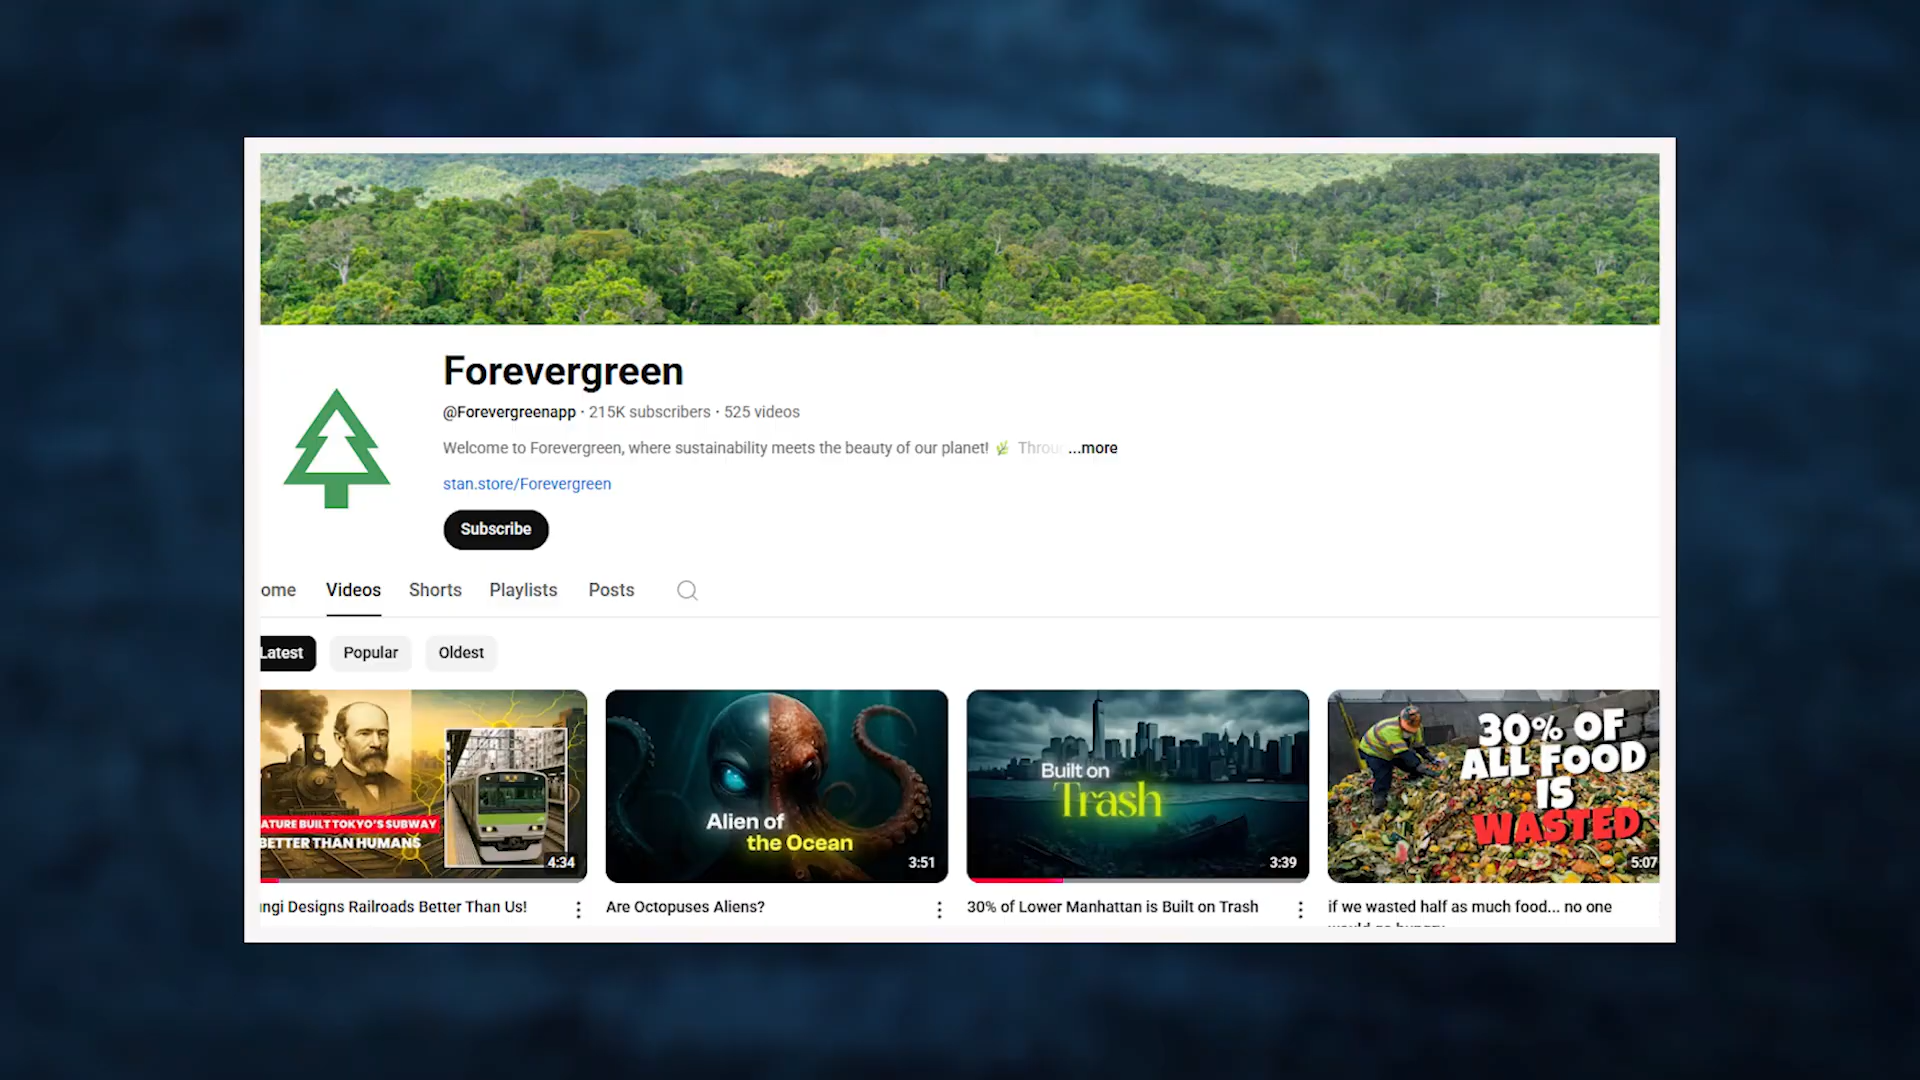 Forevergreen
@Forevergreenapp · 215K subscribers · 525 videos
Welcome to Forevergreen, where sustainability meets the beauty of our planet! 🌿 Throu ...more
stan.store/Forevergreen
Subscribe
ome Videos Shorts Playlists Posts
Latest Popular Oldest
ATURE BUILT TOKYO'S SUBWAY
BETTER THAN HUMANS
4:34
Alien of
the Ocean
3:51
Built on
Trash
3:39
30% OF
ALL FOOD
IS
WASTED
5:07
ngi Designs Railroads Better Than Us!
Are Octopuses Aliens?
30% of Lower Manhattan is Built on Trash
if we wasted half as much food... no one